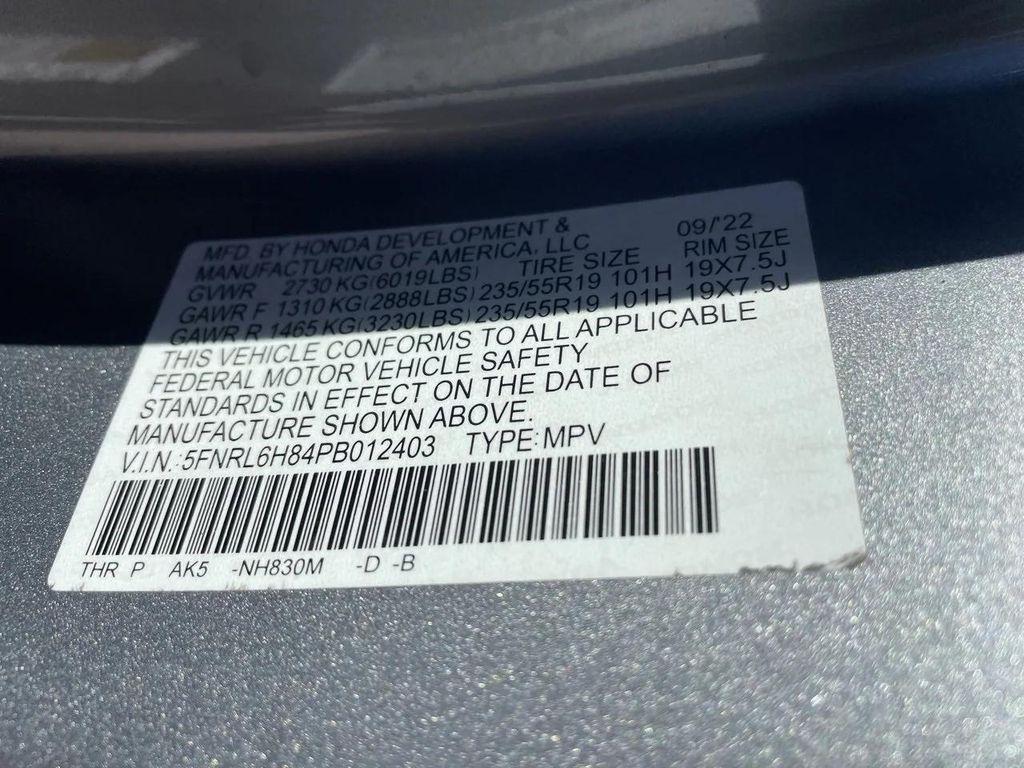 MFD. BY HONDA DEVELOPMENT & 09/'22
MANUFACTURING OF AMERICA, LLC RIM SIZE
GVWR 2730 KG(6019LBS) TIRE SIZE
GAWR F 1310 KG(2888LBS) 235/55R19 101H 19X7.5J
GAWR R 1465 KG(3230LBS) 235/55R19 101H 19X7.5J
THIS VEHICLE CONFORMS TO ALL APPLICABLE
FEDERAL MOTOR VEHICLE SAFETY
STANDARDS IN EFFECT ON THE DATE OF
MANUFACTURE SHOWN ABOVE.
V.I.N: 5FNRL6H84PB012403 TYPE: MPV
THR P AK5 -NH830M -D -B